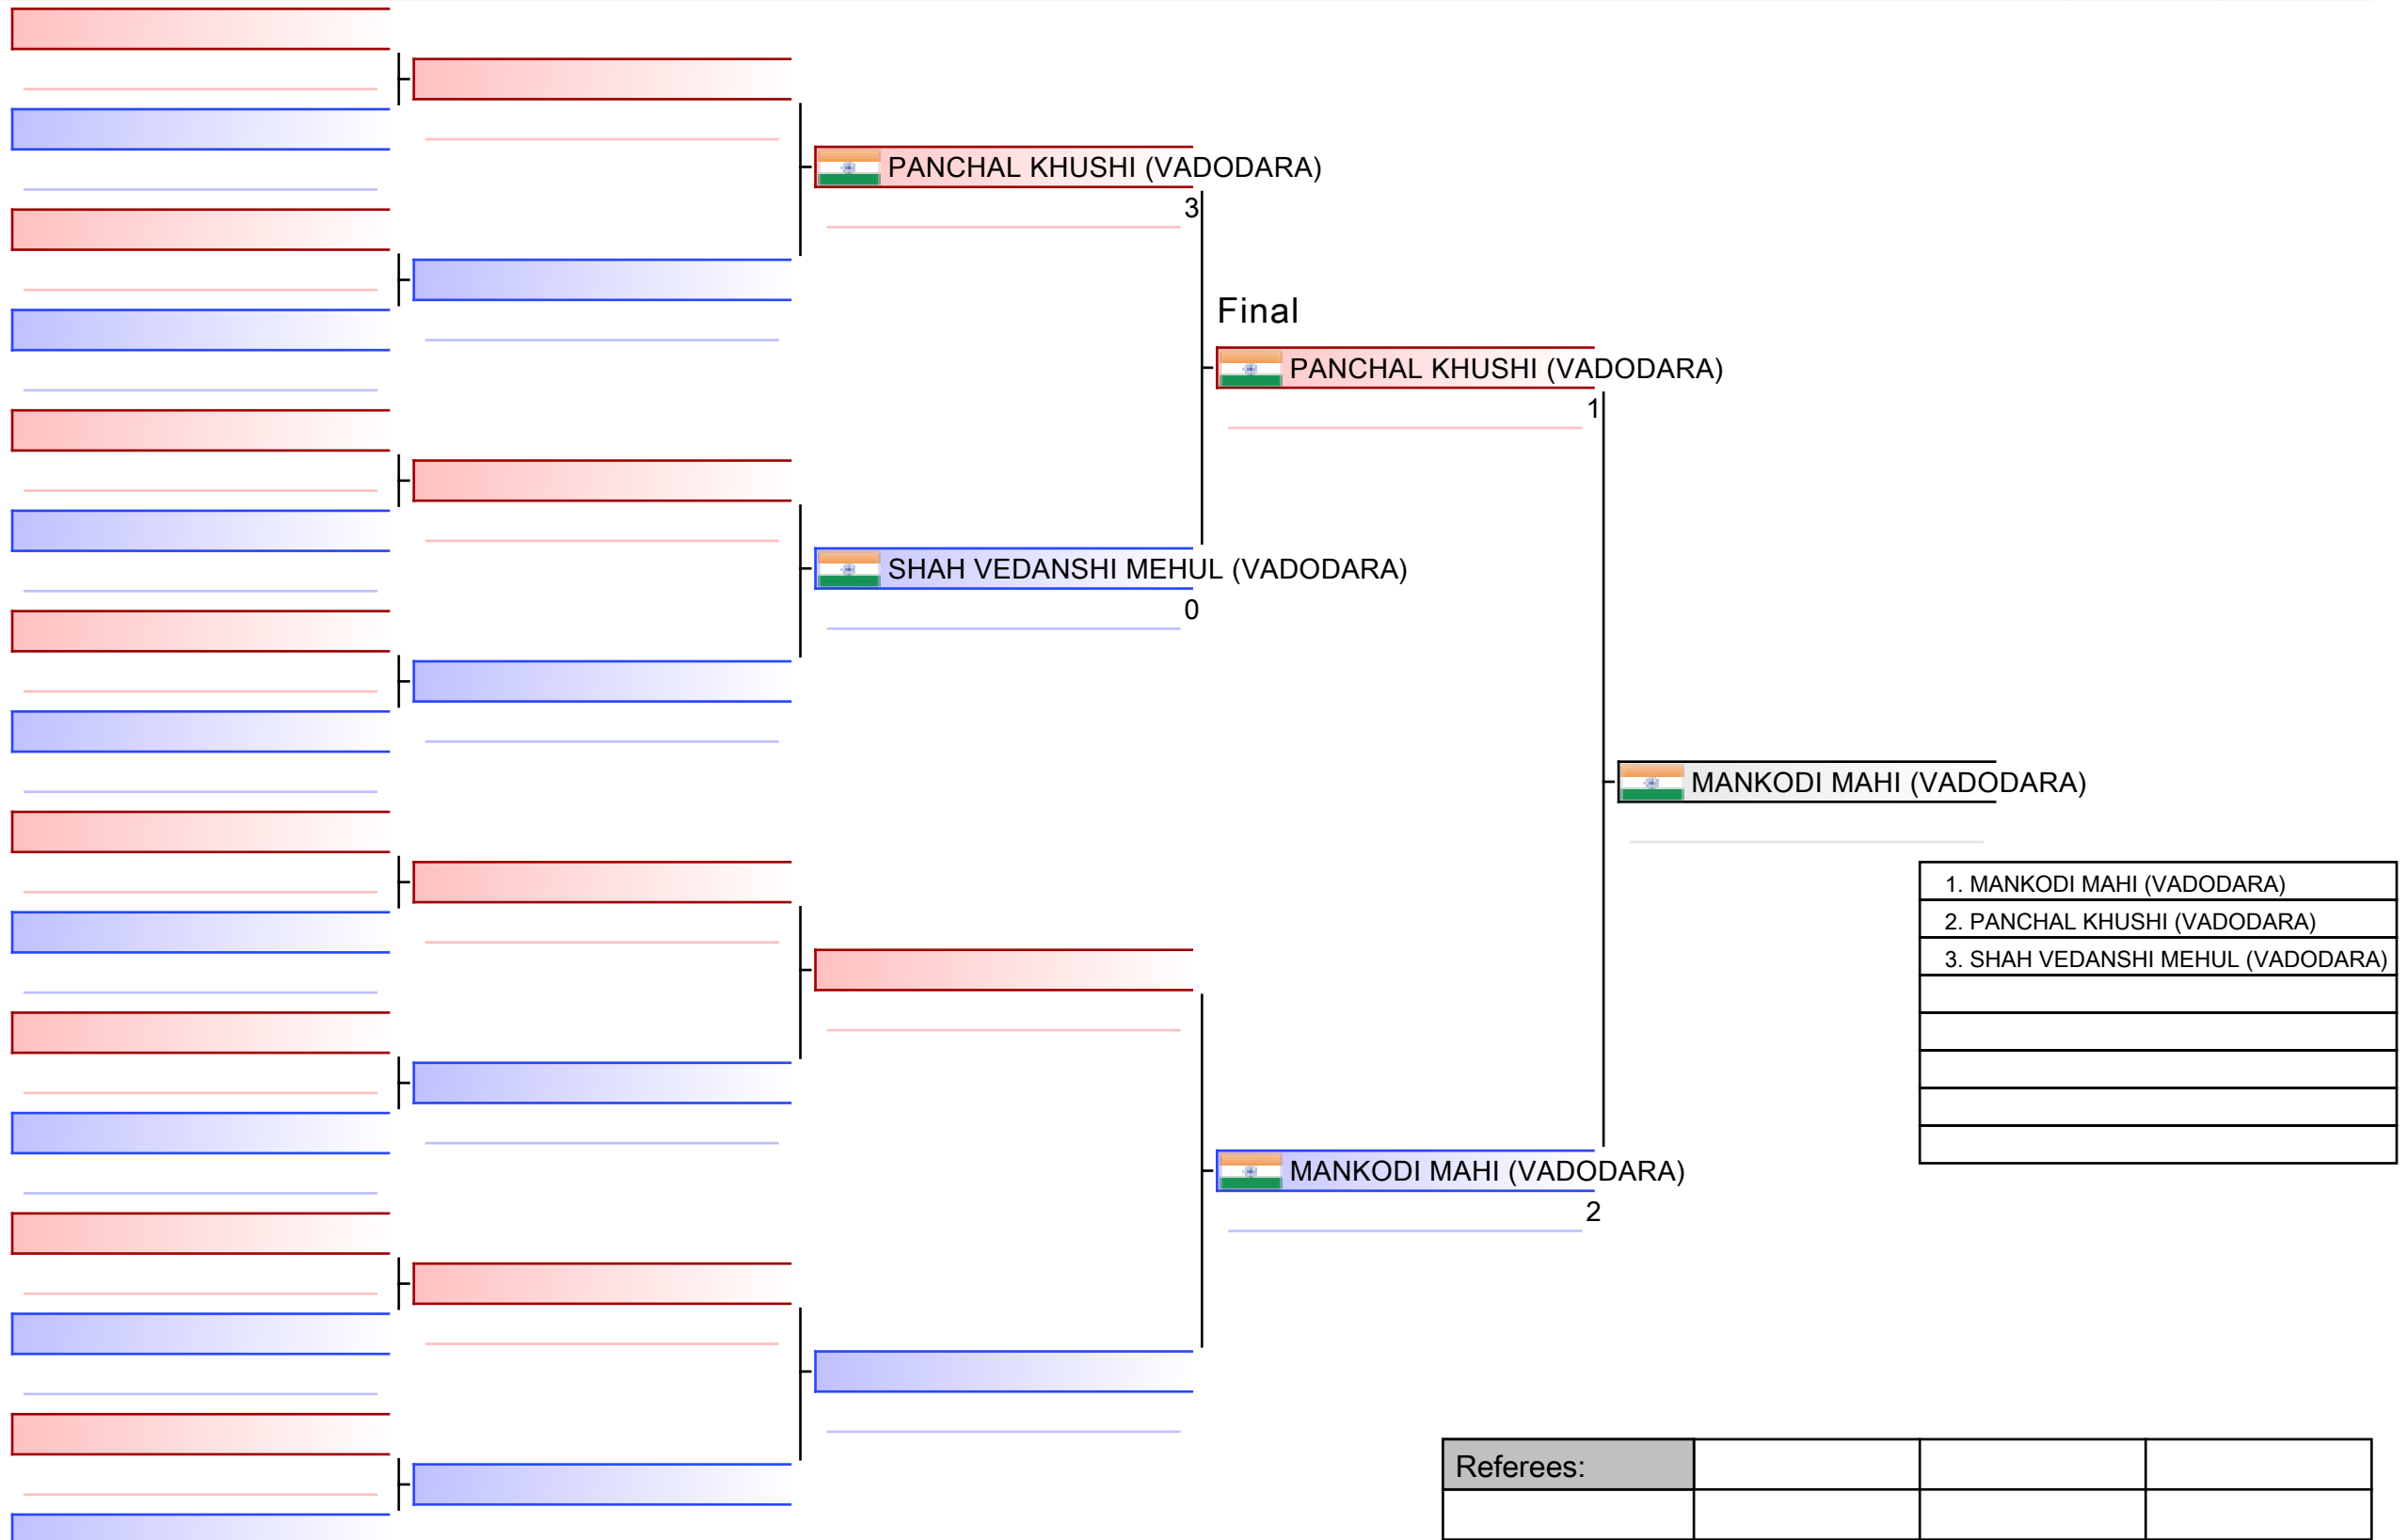 PANCHAL KHUSHI (VADODARA)
3
Final
PANCHAL KHUSHI (VADODARA)
1
SHAH VEDANSHI MEHUL (VADODARA)
0
MANKODI MAHI (VADODARA)
1. MANKODI MAHI (VADODARA)
2. PANCHAL KHUSHI (VADODARA)
3. SHAH VEDANSHI MEHUL (VADODARA)
MANKODI MAHI (VADODARA)
2
Referees: